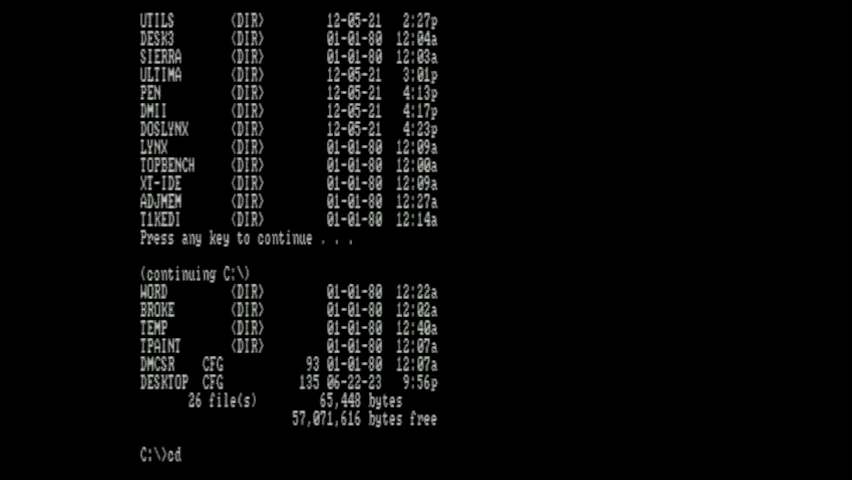 UTILS <DIR> 12-05-21 2:27p
DESK3 <DIR> 01-01-80 12:04a
SIERRA <DIR> 01-01-80 12:03a
ULTIMA <DIR> 12-05-21 3:01p
PEN <DIR> 12-05-21 4:13p
DMII <DIR> 12-05-21 4:17p
DOSLYNX <DIR> 12-05-21 4:23p
LYNX <DIR> 01-01-80 12:09a
TOPBENCH <DIR> 01-01-80 12:00a
XT-IDE <DIR> 01-01-80 12:09a
ADJMEM <DIR> 01-01-80 12:27a
T1KEDI <DIR> 01-01-80 12:14a
Press any key to continue . . .
(continuing C:\)
WORD <DIR> 01-01-80 12:22a
BROKE <DIR> 01-01-80 12:02a
TEMP <DIR> 01-01-80 12:40a
TPAINT <DIR> 01-01-80 12:07a
DMCSR CFG 93 01-01-80 12:07a
DESKTOP CFG 135 06-22-23 9:56p
26 file(s) 65,448 bytes
57,071,616 bytes free
C:\>cd